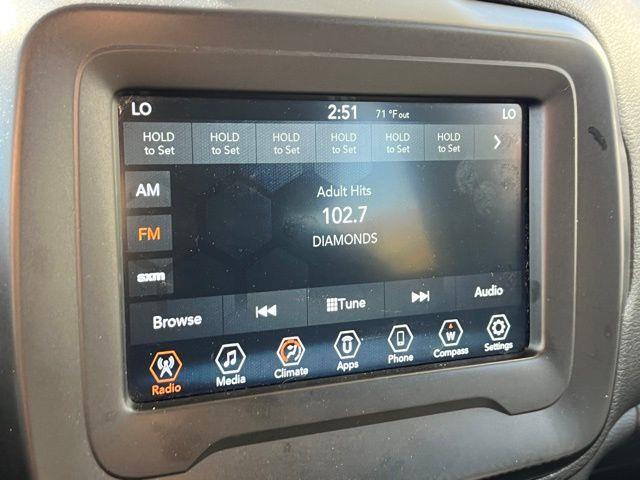 LO 2:51 71 °F out LO
HOLD to Set HOLD to Set HOLD to Set HOLD to Set HOLD to Set HOLD to Set
AM
FM
sxm
Adult Hits
102.7
DIAMONDS
Browse Tune Audio
Radio Media Climate Apps Phone W Compass Settings